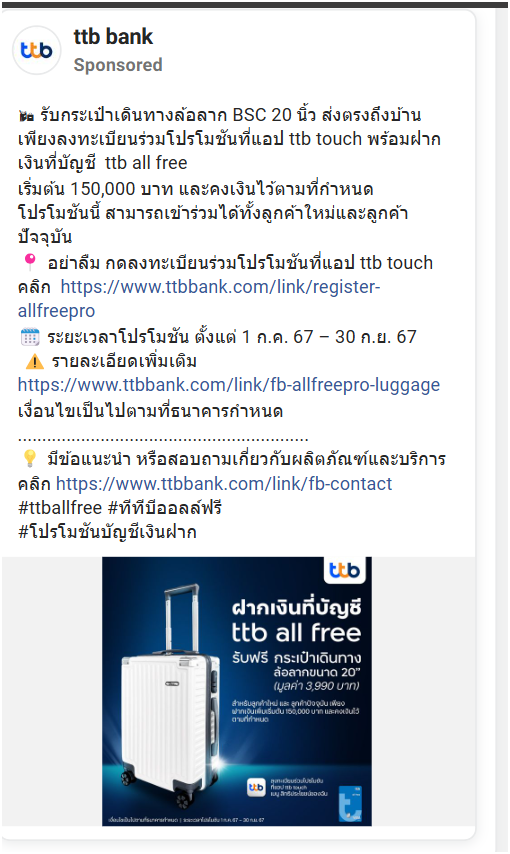 ttb bank
ttb
Sponsored
รับกระเป๋าเดินทางล้อลาก BSC 20 นิ้ว ส่งตรงถึงบ้าน
เพียงลงทะเบียนร่วมโปรโมชันที่แอป ttb touch พร้อมฝาก
เงินที่บัญชี ttb all free
เริ่มต้น 150,000 บาท และคงเงินไว้ตามที่กำหนด
โปรโมชันนี้ สามารถเข้าร่วมได้ทั้งลูกค้าใหม่และลูกค้า
ปัจจุบัน
📍 อย่าลืม กดลงทะเบียนร่วมโปรโมชันที่แอป ttb touch
คลิก https://www.ttbbank.com/link/register-
allfreepro
🗓️ ระยะเวลาโปรโมชัน ตั้งแต่ 1 ก.ค. 67 – 30 ก.ย. 67
⚠️ รายละเอียดเพิ่มเติม
https://www.ttbbank.com/link/fb-allfreepro-luggage
เงื่อนไขเป็นไปตามที่ธนาคารกำหนด
............................................................
💡 มีข้อแนะนำ หรือสอบถามเกี่ยวกับผลิตภัณฑ์และบริการ
คลิก https://www.ttbbank.com/link/fb-contact
#ttballfree #ทีทีบีออลล์ฟรี
#โปรโมชันบัญชีเงินฝาก
ttb
ฝากเงินที่บัญชี
ttb all free
รับฟรี กระเป๋าเดินทาง
ล้อลากขนาด 20"
(มูลค่า 3,990 บาท)
สำหรับลูกค้าใหม่ และ ลูกค้าปัจจุบัน เพียง
ฝากเงินเพิ่มเริ่มต้น 150,000 บาท และคงเงินไว้
ตามที่กำหนด
ttb
ลงทะเบียนร่วมโปรโมชัน
ที่แอป ttb touch
เมนู สิทธิประโยชน์ของฉัน
เงื่อนไขเป็นไปตามที่ธนาคารกำหนด | ระยะเวลาโปรโมชัน 1 ก.ค. 67 - 30 ก.ย. 67